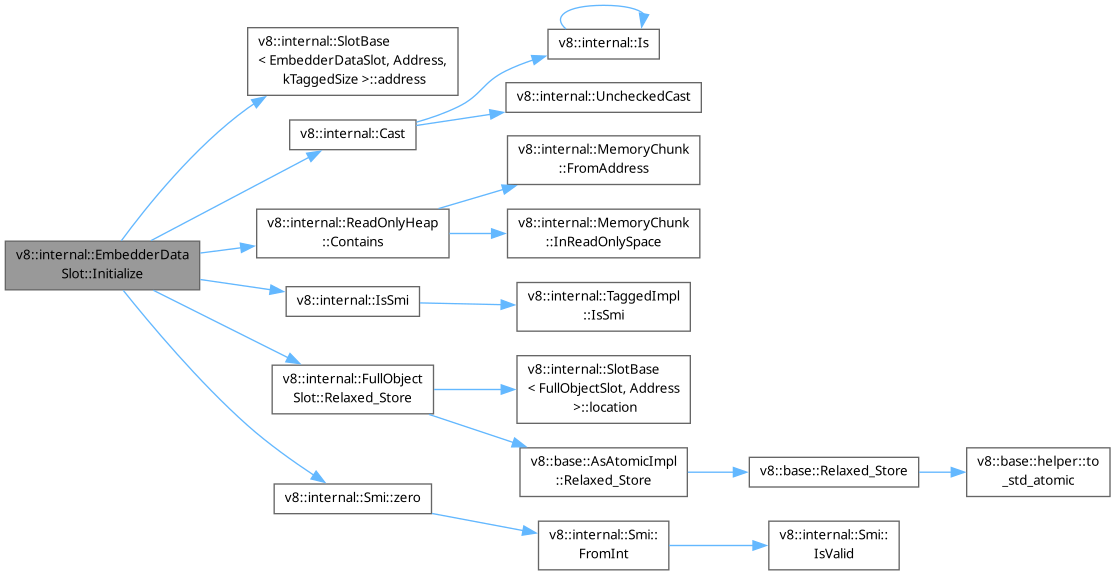 v8::internal::EmbedderData
Slot::Initialize
v8::internal::SlotBase
< EmbedderDataSlot, Address,
kTaggedSize >::address
v8::internal::Cast
v8::internal::Is
v8::internal::UncheckedCast
v8::internal::ReadOnlyHeap
::Contains
v8::internal::MemoryChunk
::FromAddress
v8::internal::MemoryChunk
::InReadOnlySpace
v8::internal::IsSmi
v8::internal::TaggedImpl
::IsSmi
v8::internal::FullObject
Slot::Relaxed_Store
v8::internal::SlotBase
< FullObjectSlot, Address
>::location
v8::base::AsAtomicImpl
::Relaxed_Store
v8::base::Relaxed_Store
v8::base::helper::to
_std_atomic
v8::internal::Smi::zero
v8::internal::Smi::
FromInt
v8::internal::Smi::
IsValid